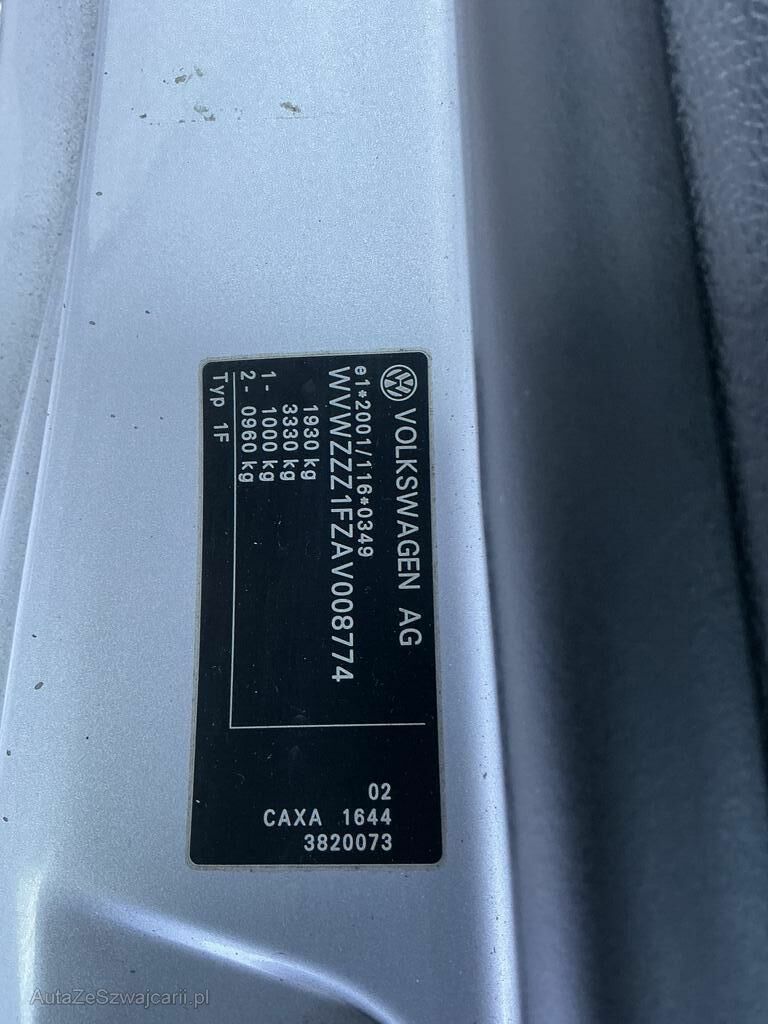 VOLKSWAGEN AG
e1*2001/116*0349
WVWZZZ1FZAV008774
1930 kg
3330 kg
1 - 1000 kg
2 - 0960 kg
Typ 1F
02
CAXA 1644
3820073
AutaZeSzwajcarii.pl